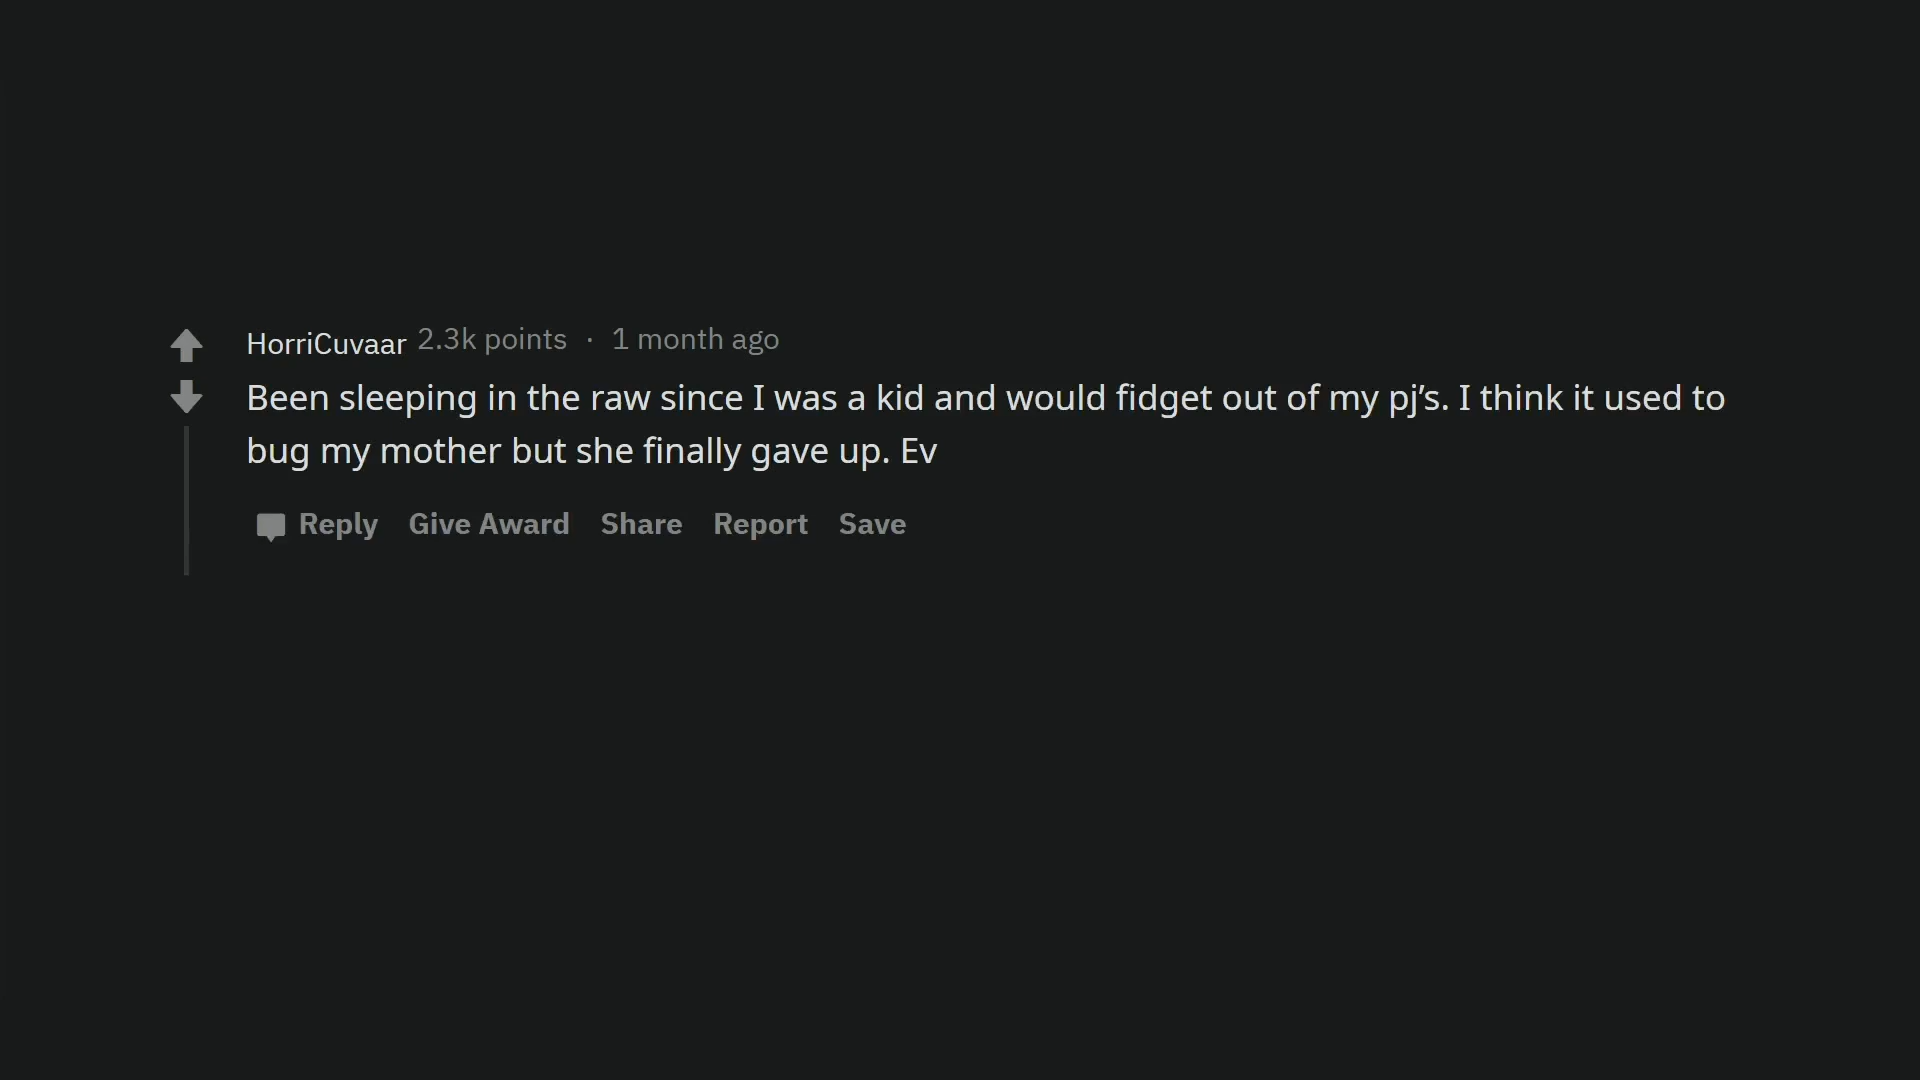 HorriCuvaar 2.3k points · 1 month ago
Been sleeping in the raw since I was a kid and would fidget out of my pj’s. I think it used to
bug my mother but she finally gave up. Ev
Reply Give Award Share Report Save